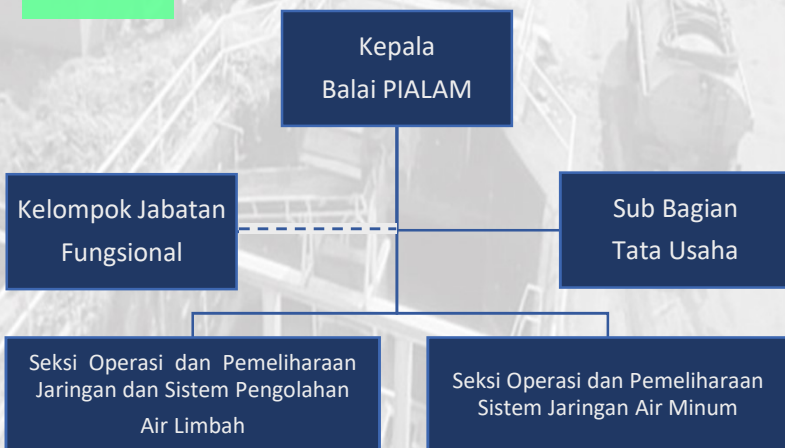 Kepala
Balai PIALAM
Kelompok Jabatan
Fungsional
Sub Bagian
Tata Usaha
Seksi Operasi dan Pemeliharaan
Jaringan dan Sistem Pengolahan
Air Limbah
Seksi Operasi dan Pemeliharaan
Sistem Jaringan Air Minum